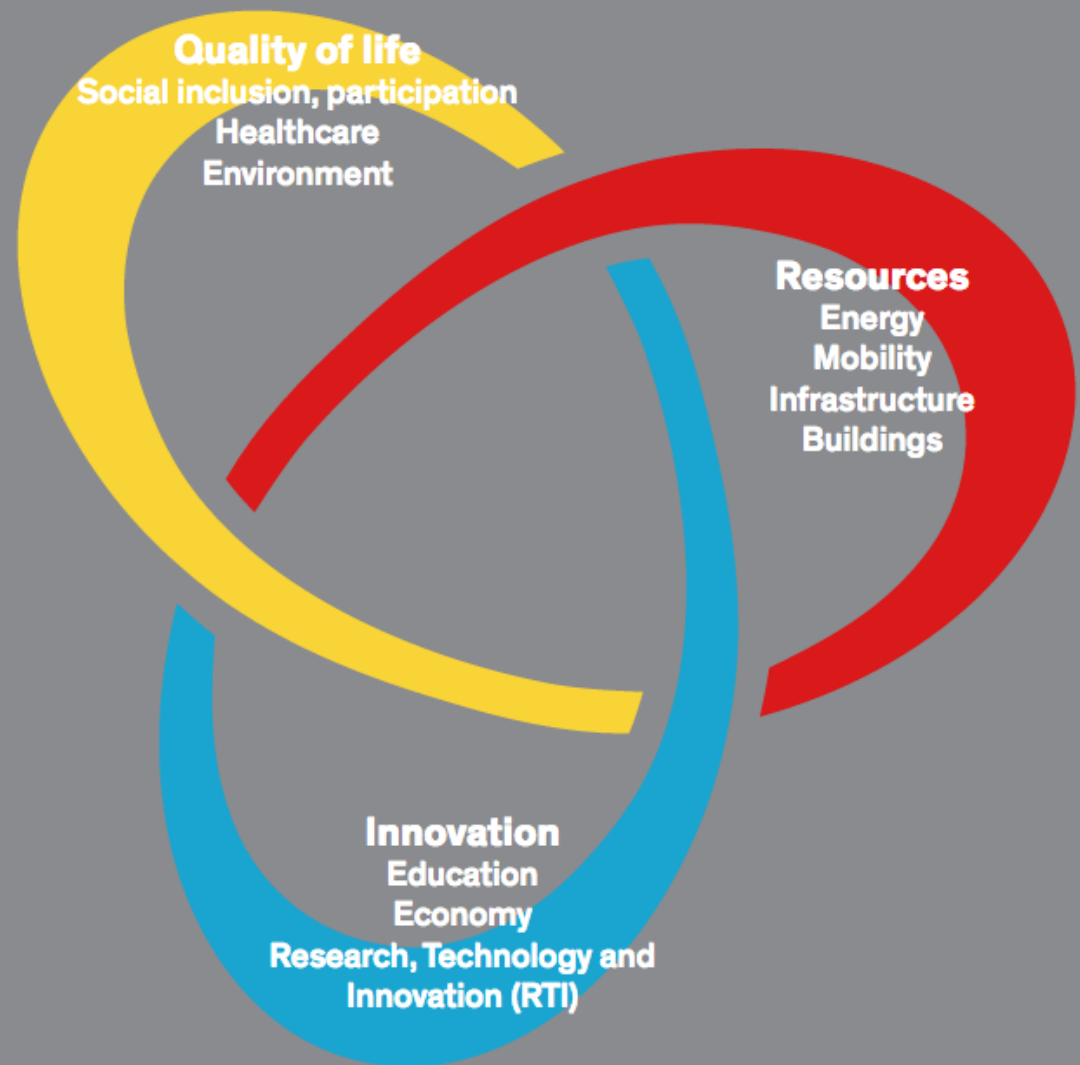 Quality of life
Social inclusion, participation
Healthcare
Environment
Resources
Energy
Mobility
Infrastructure
Buildings
Innovation
Education
Economy
Research, Technology and
Innovation (RTI)